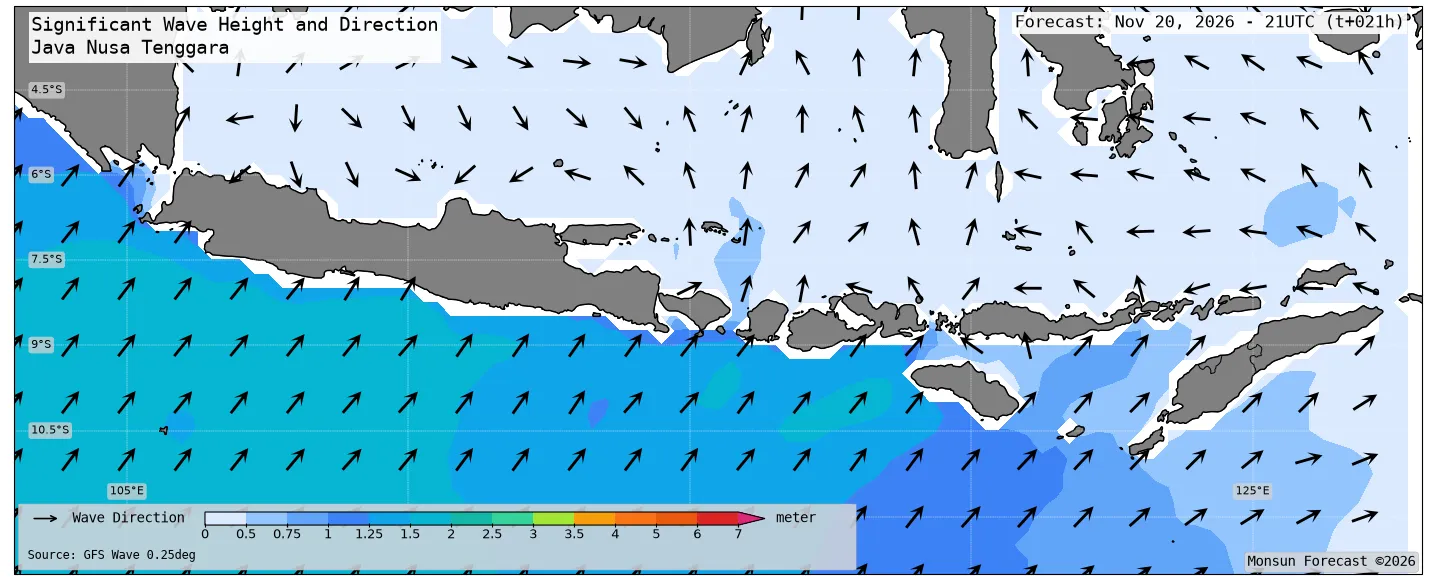 Significant Wave Height and Direction
Java Nusa Tenggara
Forecast: Nov 20, 2026 - 21UTC (t+021h)
4.5°S
6°S
7.5°S
9°S
10.5°S
105°E
125°E
Wave Direction
0 0.5 0.75 1 1.25 1.5 2 2.5 3 3.5 4 5 6 7
meter
Source: GFS Wave 0.25deg
Monsun Forecast ©2026